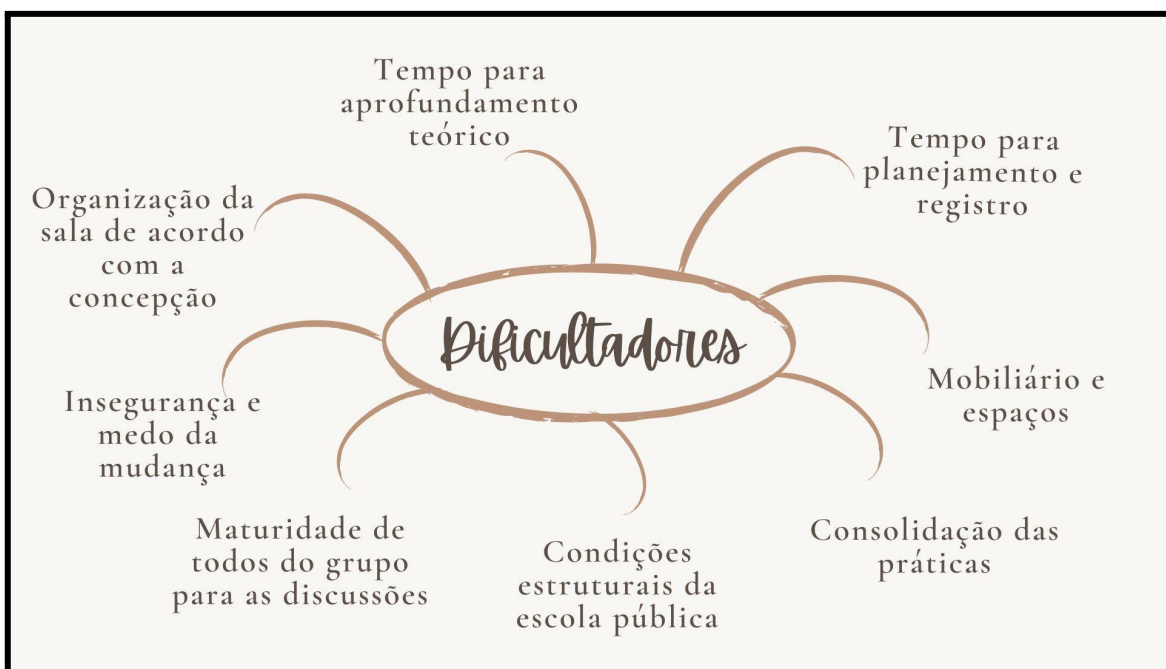 Tempo para
aprofundamento
teórico
Tempo para
planejamento e
registro
Organização da
sala de acordo
com a
concepção
Dificultadores
Mobiliário e
espaços
Insegurança e
medo da
mudança
Maturidade de
todos do grupo
para as discussões
Condições
estruturais da
escola pública
Consolidação das
práticas